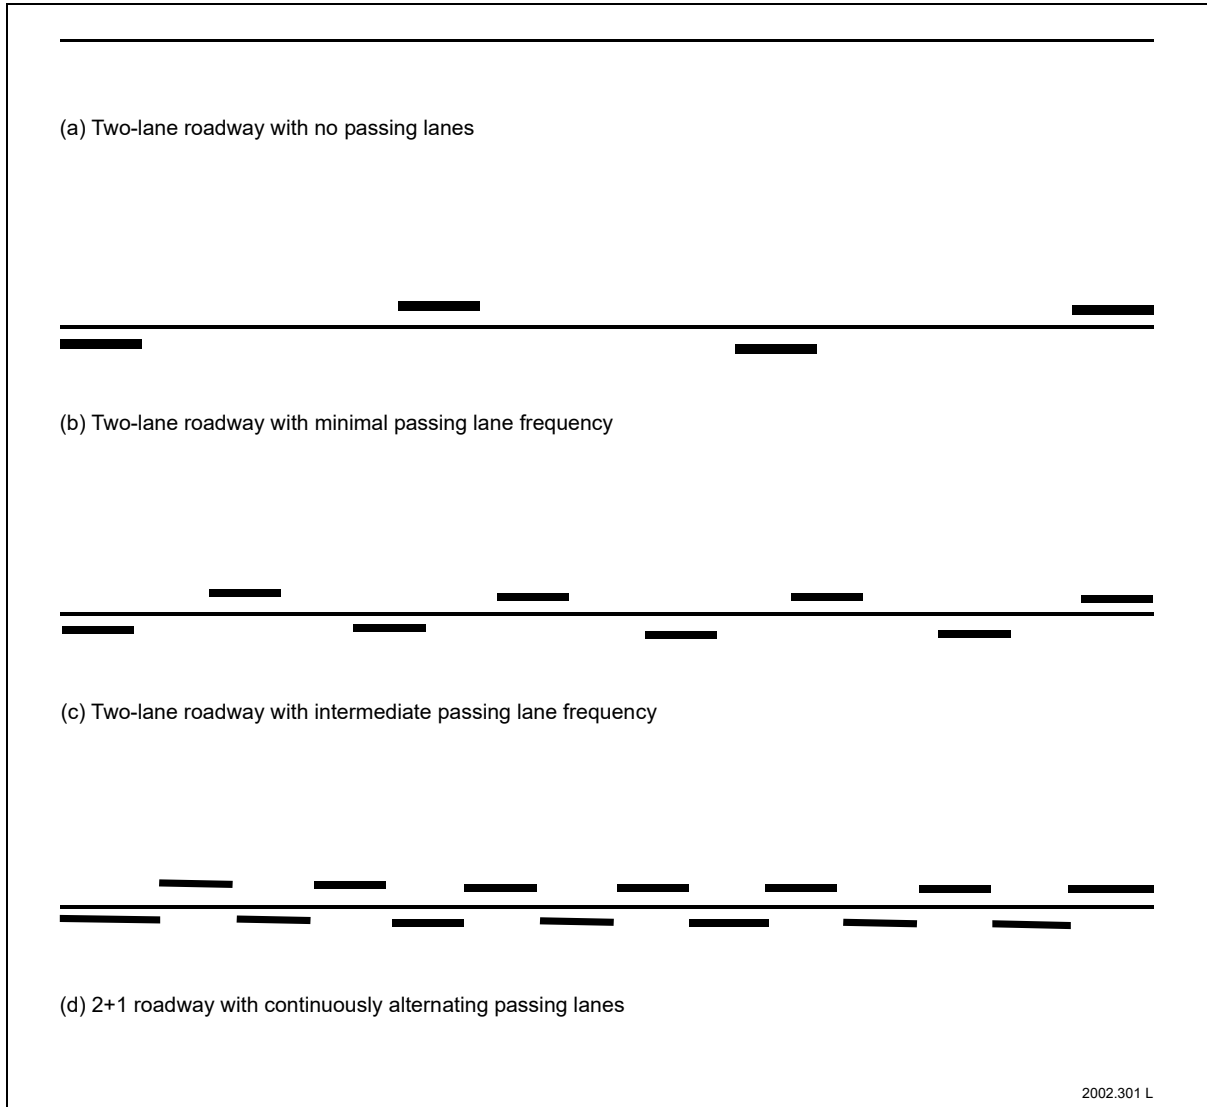 (a) Two-lane roadway with no passing lanes
(b) Two-lane roadway with minimal passing lane frequency
(c) Two-lane roadway with intermediate passing lane frequency
(d) 2+1 roadway with continuously alternating passing lanes
2002.301 L